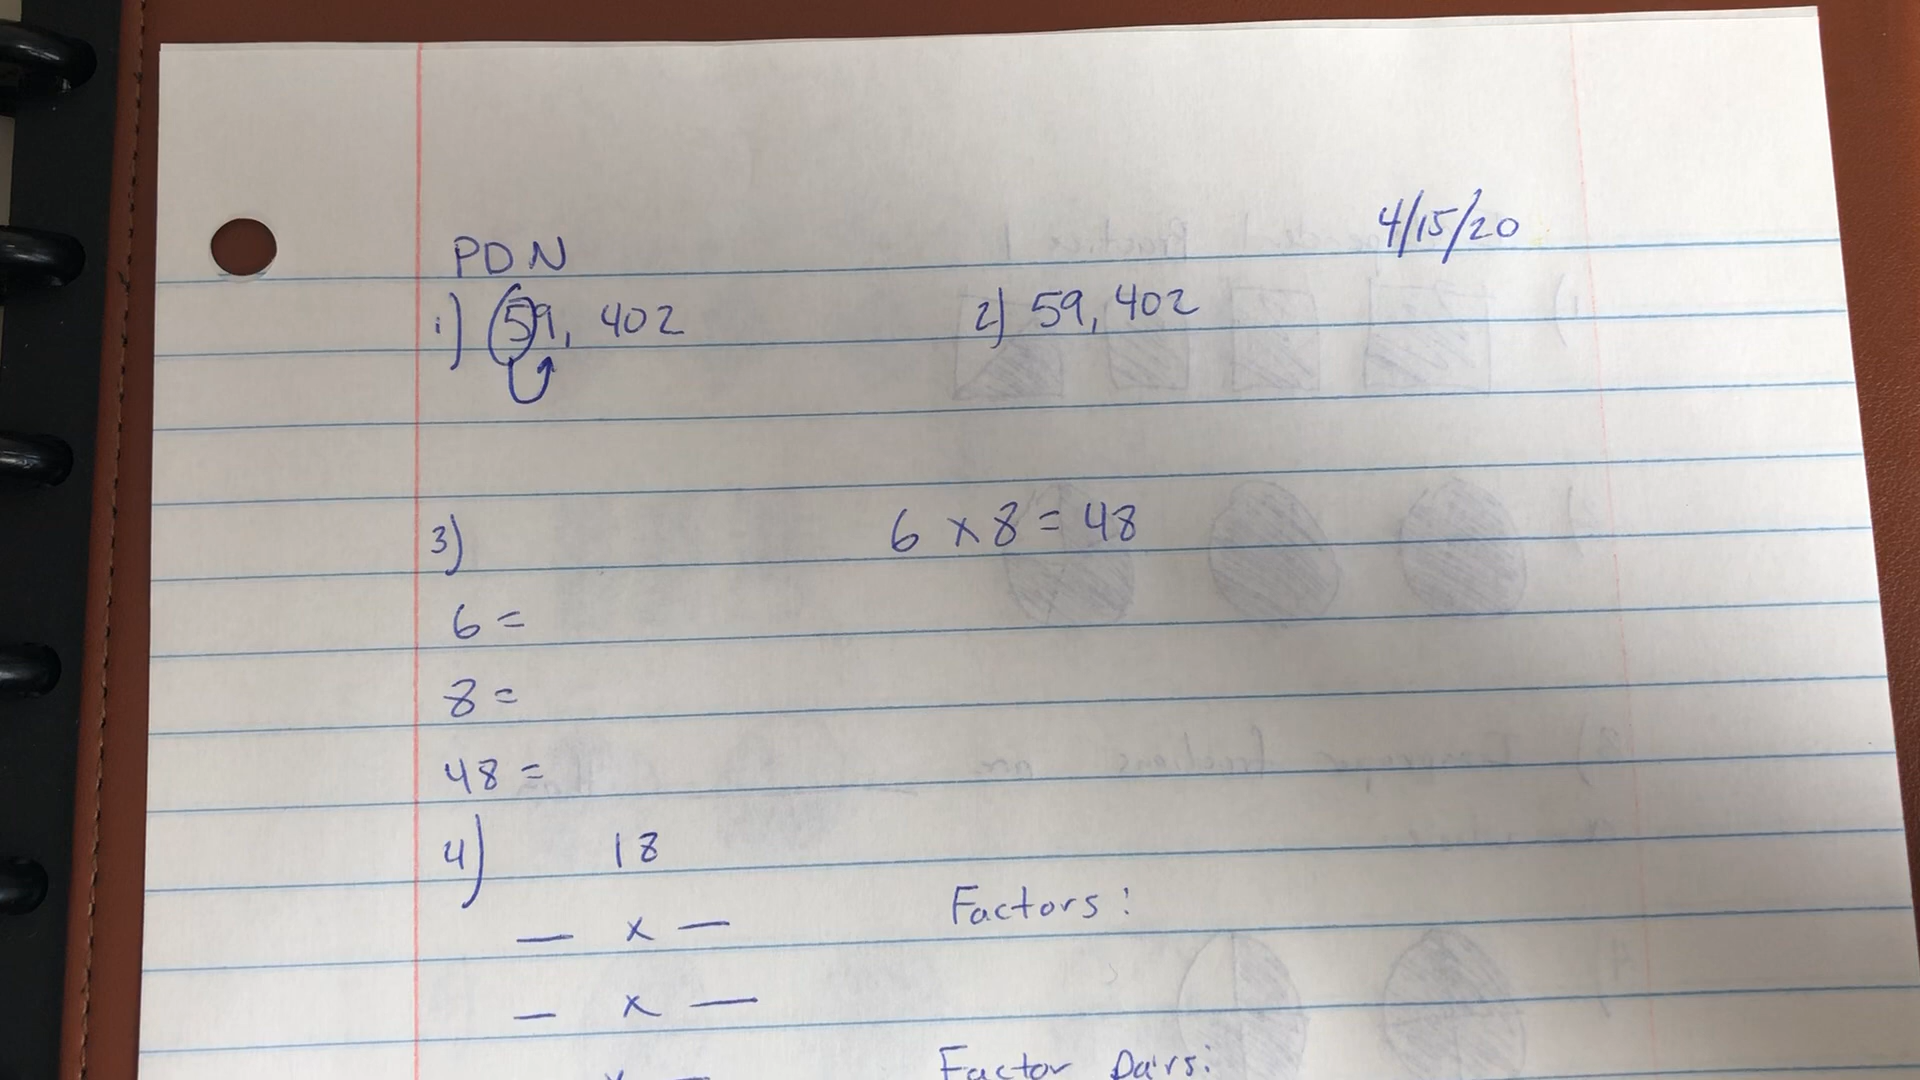 PDN 4/15/20
1) 59, 402 2) 59, 402
3) 6 x 8 = 48
6 =
8 =
48 =
4) 18
Factors:
_ x _
_ x _
x _ Factor Pairs: